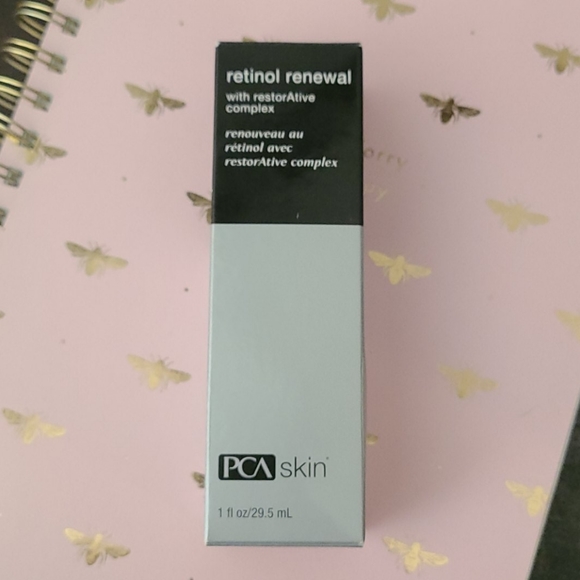 retinol renewal
with restorAtive
complex
renouveau au
rétinol avec
restorAtive complex
PCA skin
1 fl oz/29.5 mL